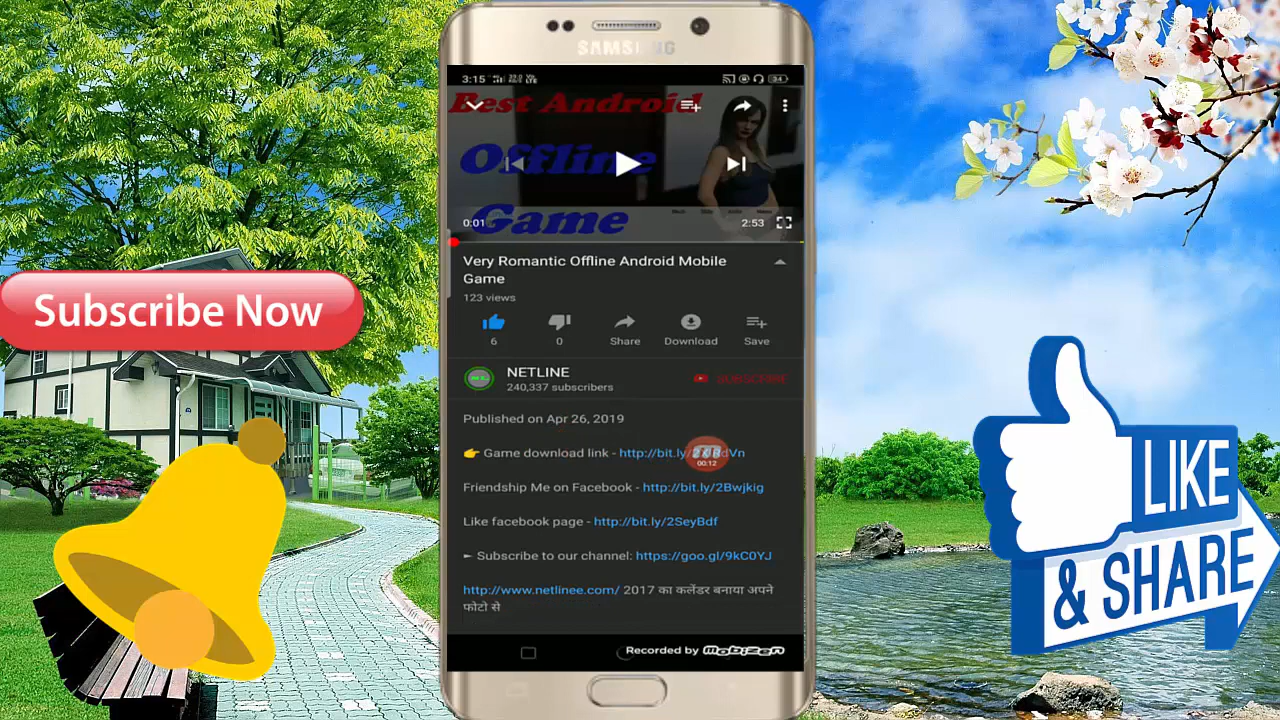 SAMSUNG
3:15
34
Best Android
Offline
Game
0:01
2:53
Very Romantic Offline Android Mobile
Game
123 views
6
0
Share
Download
Save
NETLINE
240,337 subscribers
SUBSCRIBE
Published on Apr 26, 2019
👉 Game download link - http://bit.ly/
00:12
Friendship Me on Facebook - http://bit.ly/2Bwjkig
Like facebook page - http://bit.ly/2SeyBdf
► Subscribe to our channel: https://goo.gl/9kC0YJ
http://www.netlinee.com/ 2017 का कलेंडर बनाया अपने
फोटो से
Recorded by mobizen
Subscribe Now
LIKE
& SHARE